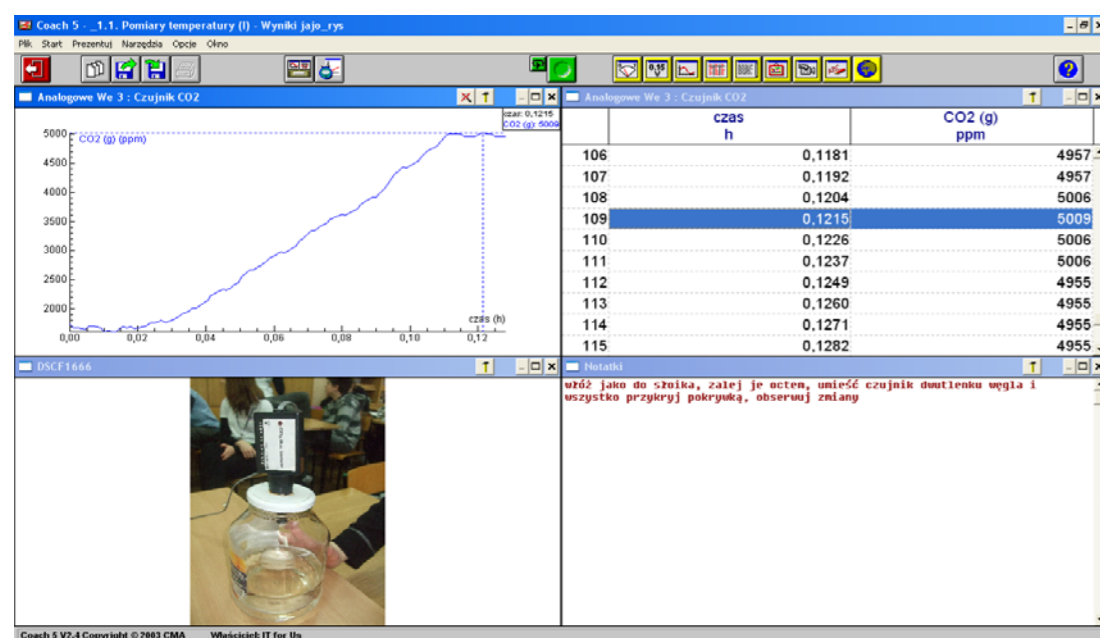 Coach 5 - _1.1. Pomiary temperatury (I) - Wyniki jajo_rys
Plik Start Prezentuj Narzędzia Opcje Okno
Analogowe We 3 : Czujnik CO2
czas: 0,1215
CO2 (g): 5009
CO2 (g) (ppm)
5000
4500
4000
3500
3000
2500
2000
czas (h)
0,00 0,02 0,04 0,06 0,08 0,10 0,12
Analogowe We 3 : Czujnik CO2
czas CO2 (g)
h ppm
106 0,1181 4957
107 0,1192 4957
108 0,1204 5006
109 0,1215 5009
110 0,1226 5006
111 0,1237 5006
112 0,1249 4955
113 0,1260 4955
114 0,1271 4955
115 0,1282 4955
DSCF1666
Notatki
włóż jako do słoika, zalej je octem, umieść czujnik dwutlenku węgla i
wszystko przykryj pokrywką, obserwuj zmiany
Coach 5 V2.4 Copyright © 2003 CMA Właściciel: IT for Us